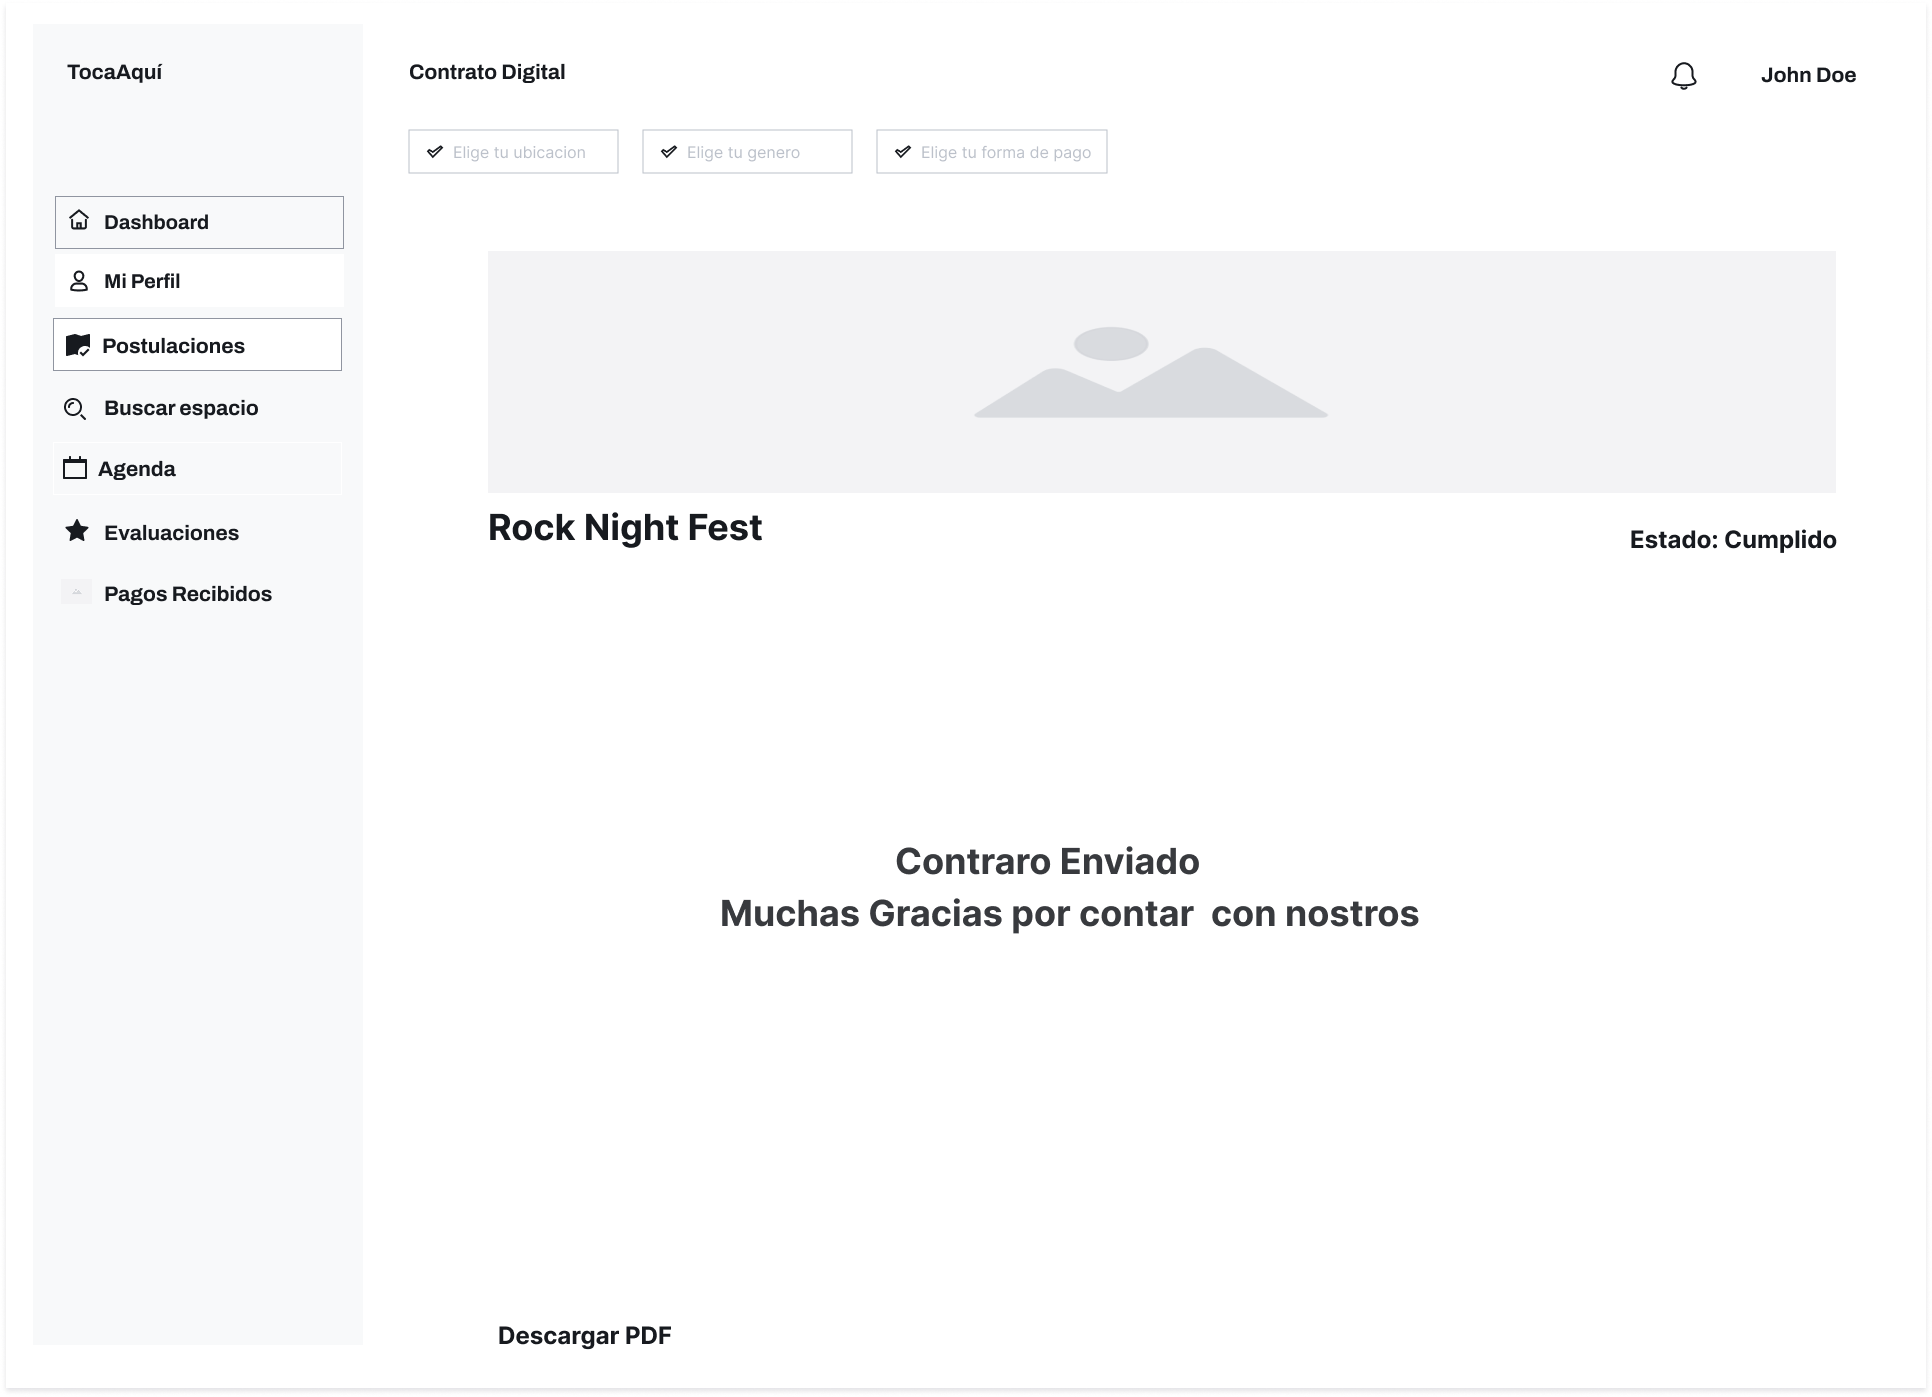 TocaAquí
Contrato Digital
John Doe
Elige tu ubicacion
Elige tu genero
Elige tu forma de pago
Dashboard
Mi Perfil
Postulaciones
Buscar espacio
Agenda
Evaluaciones
Pagos Recibidos
Rock Night Fest
Estado: Cumplido
Contraro Enviado
Muchas Gracias por contar  con nostros
Descargar PDF